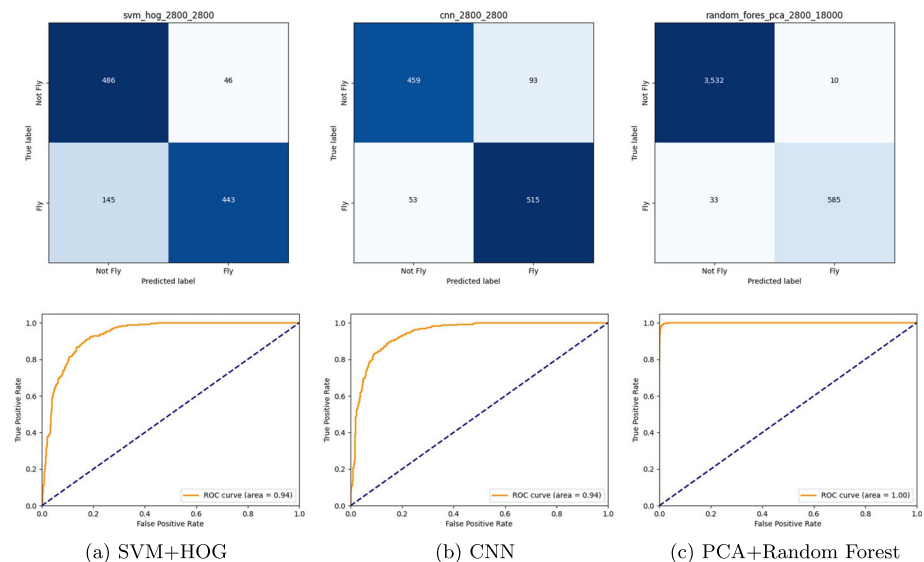 svm_hog_2800_2800
cnn_2800_2800
random_fores_pca_2800_18000
Not Fly
Fly
True label
486
46
145
443
Not Fly
Fly
Predicted label
Not Fly
Fly
True label
459
93
53
515
Not Fly
Fly
Predicted label
Not Fly
Fly
True label
3,532
10
33
585
Not Fly
Fly
Predicted label
1.0
0.8
0.6
0.4
0.2
0.0
True Positive Rate
ROC curve (area = 0.94)
0.0 0.2 0.4 0.6 0.8 1.0
False Positive Rate
1.0
0.8
0.6
0.4
0.2
0.0
True Positive Rate
ROC curve (area = 0.94)
0.0 0.2 0.4 0.6 0.8 1.0
False Positive Rate
1.0
0.8
0.6
0.4
0.2
0.0
True Positive Rate
ROC curve (area = 1.00)
0.0 0.2 0.4 0.6 0.8 1.0
False Positive Rate
(a) SVM+HOG
(b) CNN
(c) PCA+Random Forest